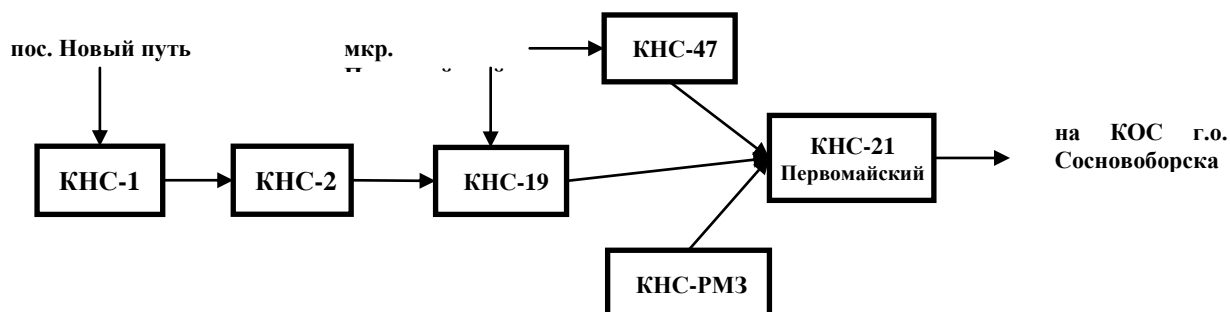 пос. Новый путь
мкр.
КНС-47
КНС-1
КНС-2
КНС-19
КНС-21
Первомайский
на КОС г.о.
Сосновоборска
КНС-РМЗ